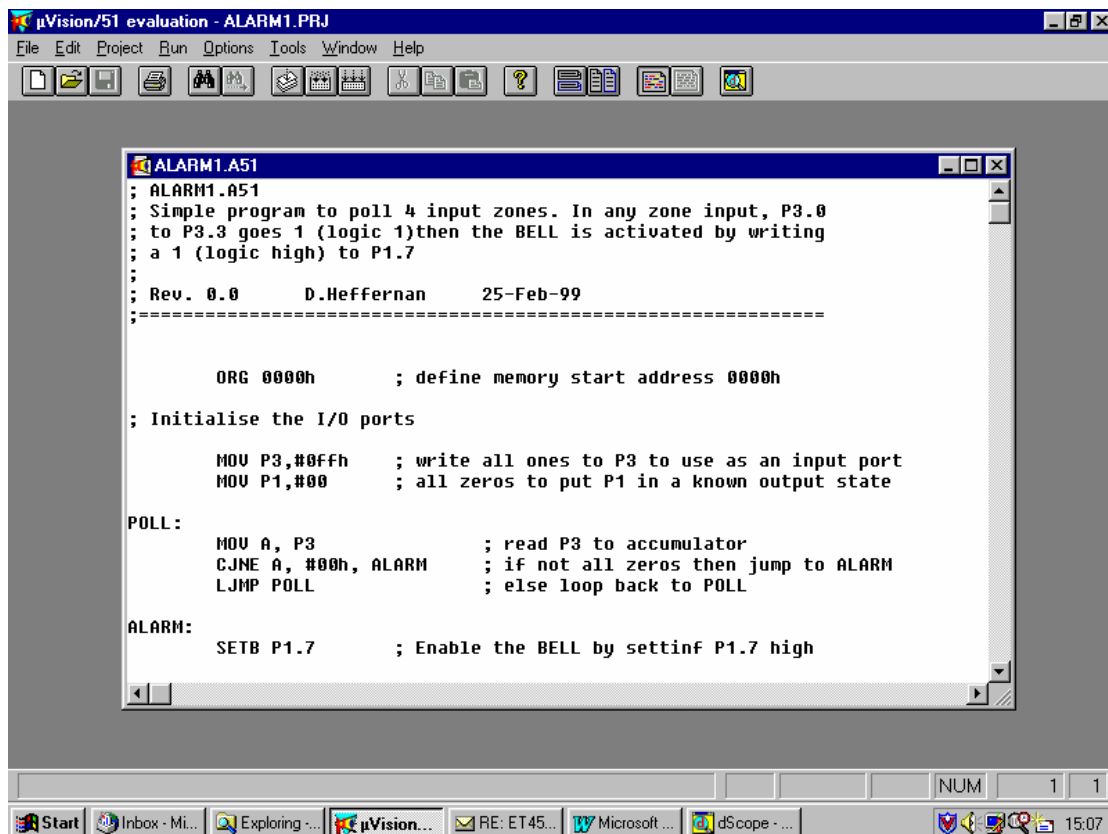 µVision/51 evaluation - ALARM1.PRJ
File Edit Project Run Options Tools Window Help
ALARM1.A51
; ALARM1.A51
; Simple program to poll 4 input zones. In any zone input, P3.0
; to P3.3 goes 1 (logic 1)then the BELL is activated by writing
; a 1 (logic high) to P1.7
;
; Rev. 0.0 D.Heffernan 25-Feb-99
;=============================================================
ORG 0000h ; define memory start address 0000h
; Initialise the I/O ports
MOV P3,#0ffh ; write all ones to P3 to use as an input port
MOV P1,#00 ; all zeros to put P1 in a known output state
POLL:
MOV A, P3 ; read P3 to accumulator
CJNE A, #00h, ALARM ; if not all zeros then jump to ALARM
LJMP POLL ; else loop back to POLL
ALARM:
SETB P1.7 ; Enable the BELL by settinf P1.7 high
NUM 1 1
Start Inbox - Mi... Exploring -... µVision... RE: ET45... Microsoft ... dScope - ... 15:07